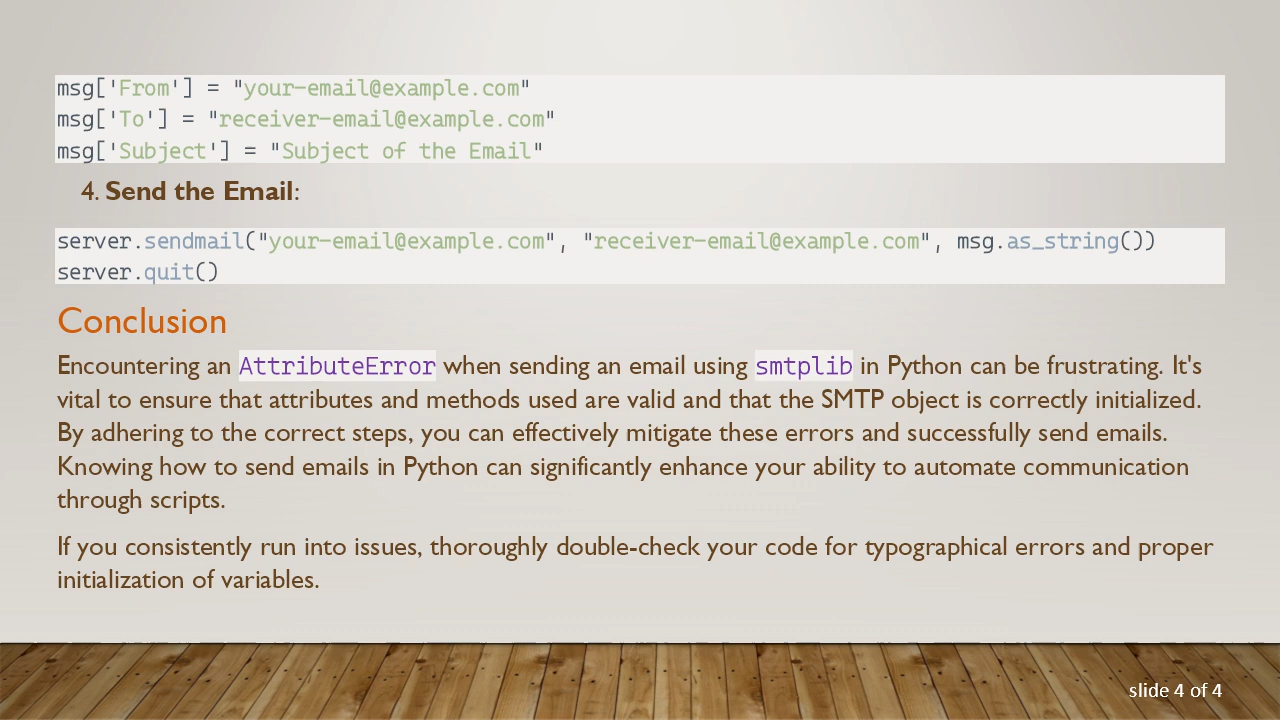 msg['From'] = "your-email@example.com"
msg['To'] = "receiver-email@example.com"
msg['Subject'] = "Subject of the Email"
4. Send the Email:
server.sendmail("your-email@example.com", "receiver-email@example.com", msg.as_string())
server.quit()
Conclusion
Encountering an AttributeError when sending an email using smtplib in Python can be frustrating. It's
vital to ensure that attributes and methods used are valid and that the SMTP object is correctly initialized.
By adhering to the correct steps, you can effectively mitigate these errors and successfully send emails.
Knowing how to send emails in Python can significantly enhance your ability to automate communication
through scripts.
If you consistently run into issues, thoroughly double-check your code for typographical errors and proper
initialization of variables.
slide 4 of 4